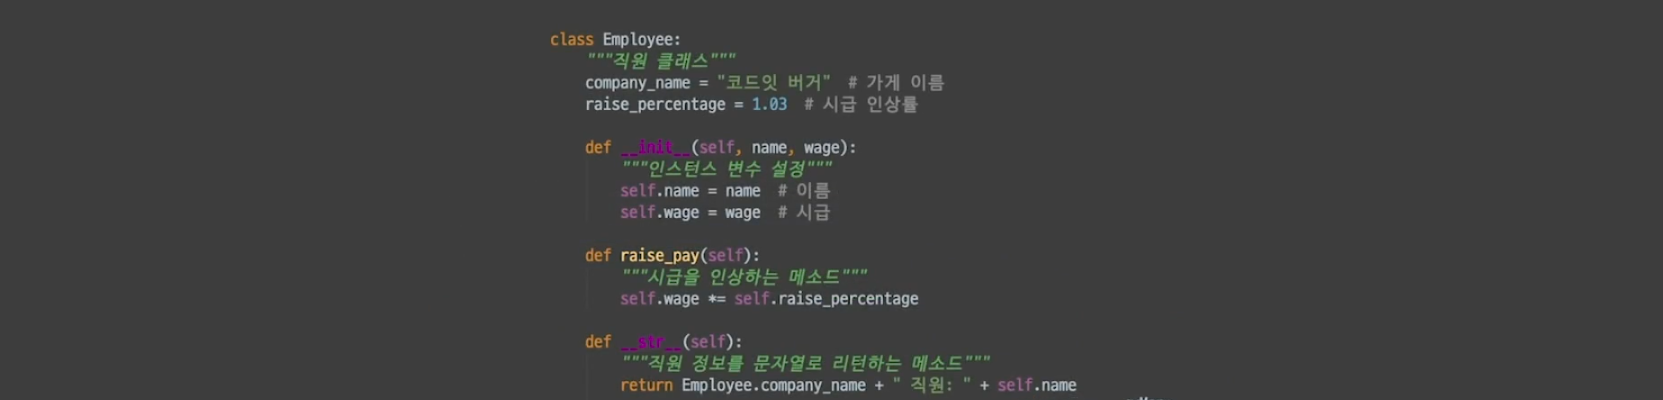 class Employee:
"""직원 클래스"""
company_name = "코드잇 버거" # 가게 이름
raise_percentage = 1.03 # 시급 인상률
def __init__(self, name, wage):
"""인스턴스 변수 설정"""
self.name = name # 이름
self.wage = wage # 시급
def raise_pay(self):
"""시급을 인상하는 메소드"""
self.wage *= self.raise_percentage
def __str__(self):
"""직원 정보를 문자열로 리턴하는 메소드"""
return Employee.company_name + " 직원: " + self.name